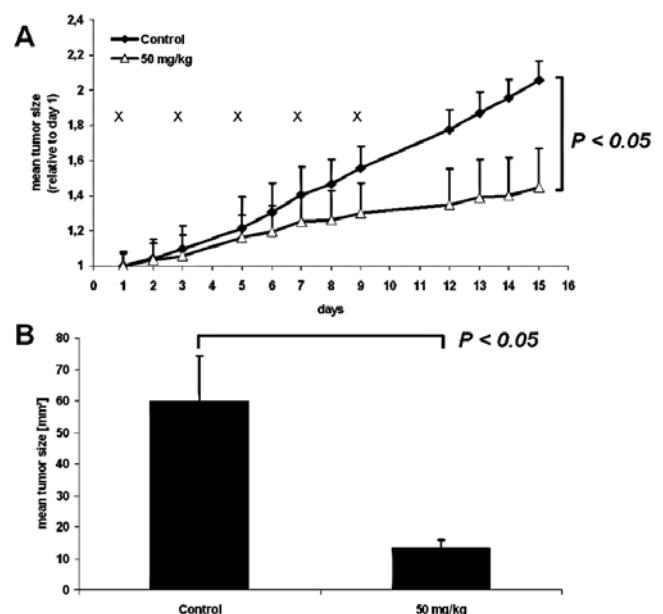 A
Control
50 mg/kg
mean tumor size
(relative to day 1)
2,4
2,2
2
1,8
1,6
1,4
1,2
1
x x x x x
P < 0.05
0 1 2 3 4 5 6 7 8 9 10 11 12 13 14 15 16
days
B
mean tumor size [mm²]
80
70
60
50
40
30
20
10
0
P < 0.05
Control 50 mg/kg